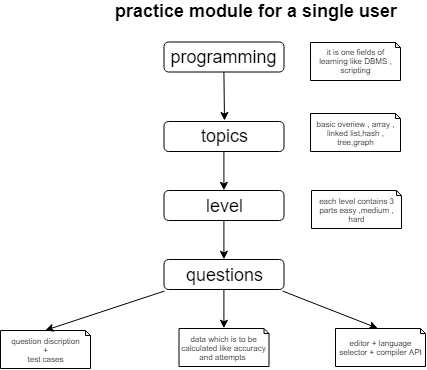 practice module for a single user
programming
it is one fields of
learning like DBMS ,
scripting
topics
basic overiew , array ,
linked list,hash ,
tree,graph
level
each level contains 3
parts easy ,medium ,
hard
questions
question discription
+
test cases
data which is to be
calculated like accuracy
and attempts
editor + language
selector + compiler API